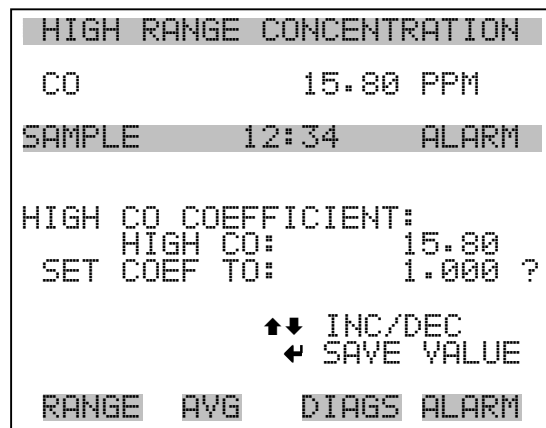 HIGH RANGE CONCENTRATION
CO 15.80 PPM
SAMPLE 12:34 ALARM
HIGH CO COEFFICIENT:
HIGH CO: 15.80
SET COEF TO: 1.000 ?
⬆⬇ INC/DEC
↵ SAVE VALUE
RANGE AVG DIAGS ALARM